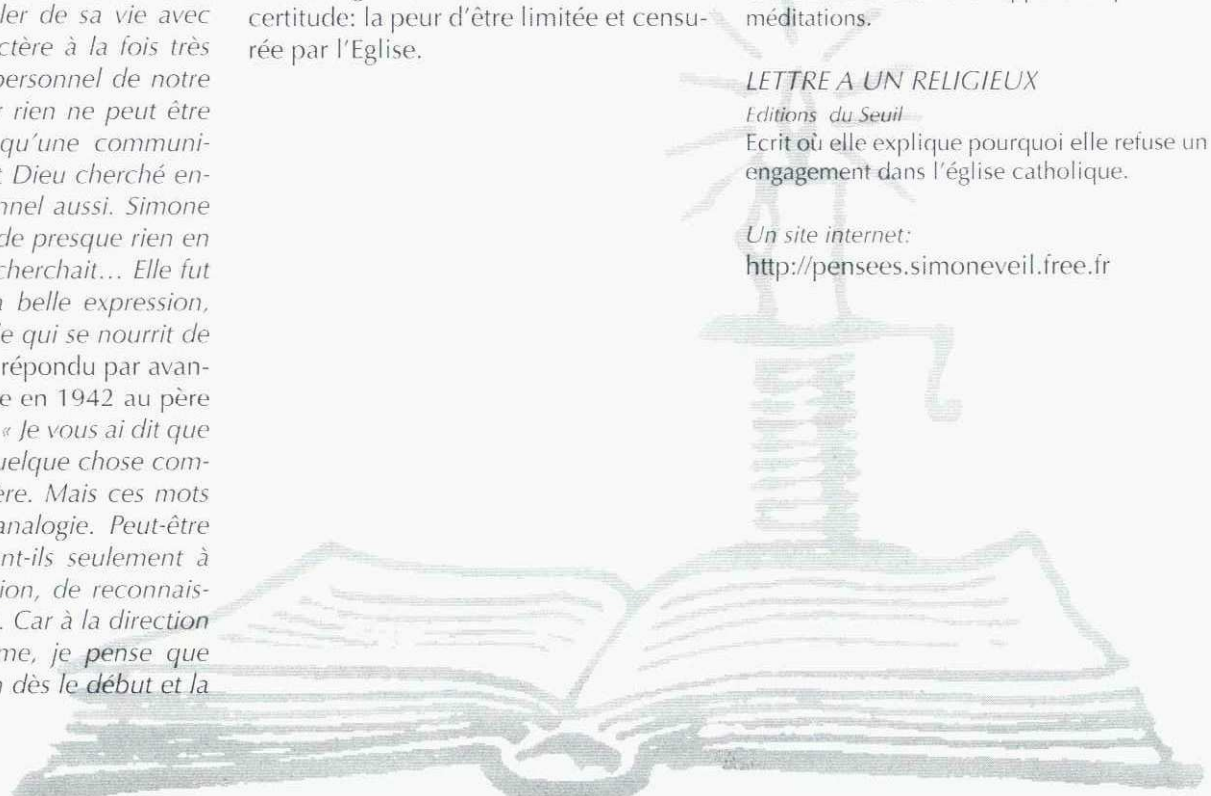 ler de sa vie avec
ctère à la fois très
personnel de notre
rien ne peut être
qu'une communi-
Dieu cherché en-
nnel aussi. Simone
de presque rien en
cherchait... Elle fut
belle expression,
e qui se nourrit de
répondu par avan-
e en 1942 au père
« Je vous ai dit que
uelque chose com-
ère. Mais ces mots
analogie. Peut-être
nt-ils seulement à
ion, de reconnais-
. Car à la direction
me, je pense que
dès le début et la
certitude: la peur d'être limitée et censu-
rée par l'Eglise.
méditations.
LETTRE A UN RELIGIEUX
Editions du Seuil
Ecrit où elle explique pourquoi elle refuse un
engagement dans l'église catholique.
Un site internet:
http://pensees.simoneveil.free.fr